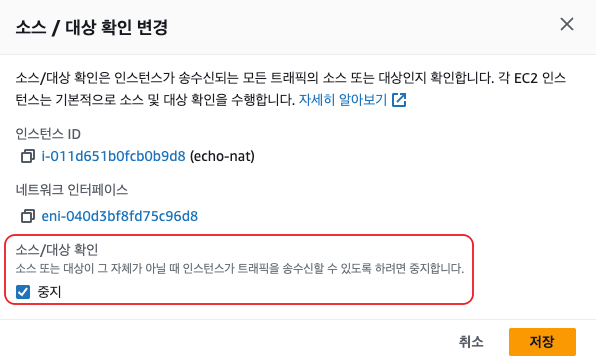 소스 / 대상 확인 변경
소스/대상 확인은 인스턴스가 송수신되는 모든 트래픽의 소스 또는 대상인지 확인합니다. 각 EC2 인스
턴스는 기본적으로 소스 및 대상 확인을 수행합니다. 자세히 알아보기
인스턴스 ID
i-011d651b0fcb0b9d8 (echo-nat)
네트워크 인터페이스
eni-040d3bf8fd75c96d8
소스/대상 확인
소스 또는 대상이 그 자체가 아닐 때 인스턴스가 트래픽을 송수신할 수 있도록 하려면 중지합니다.
중지
취소 저장